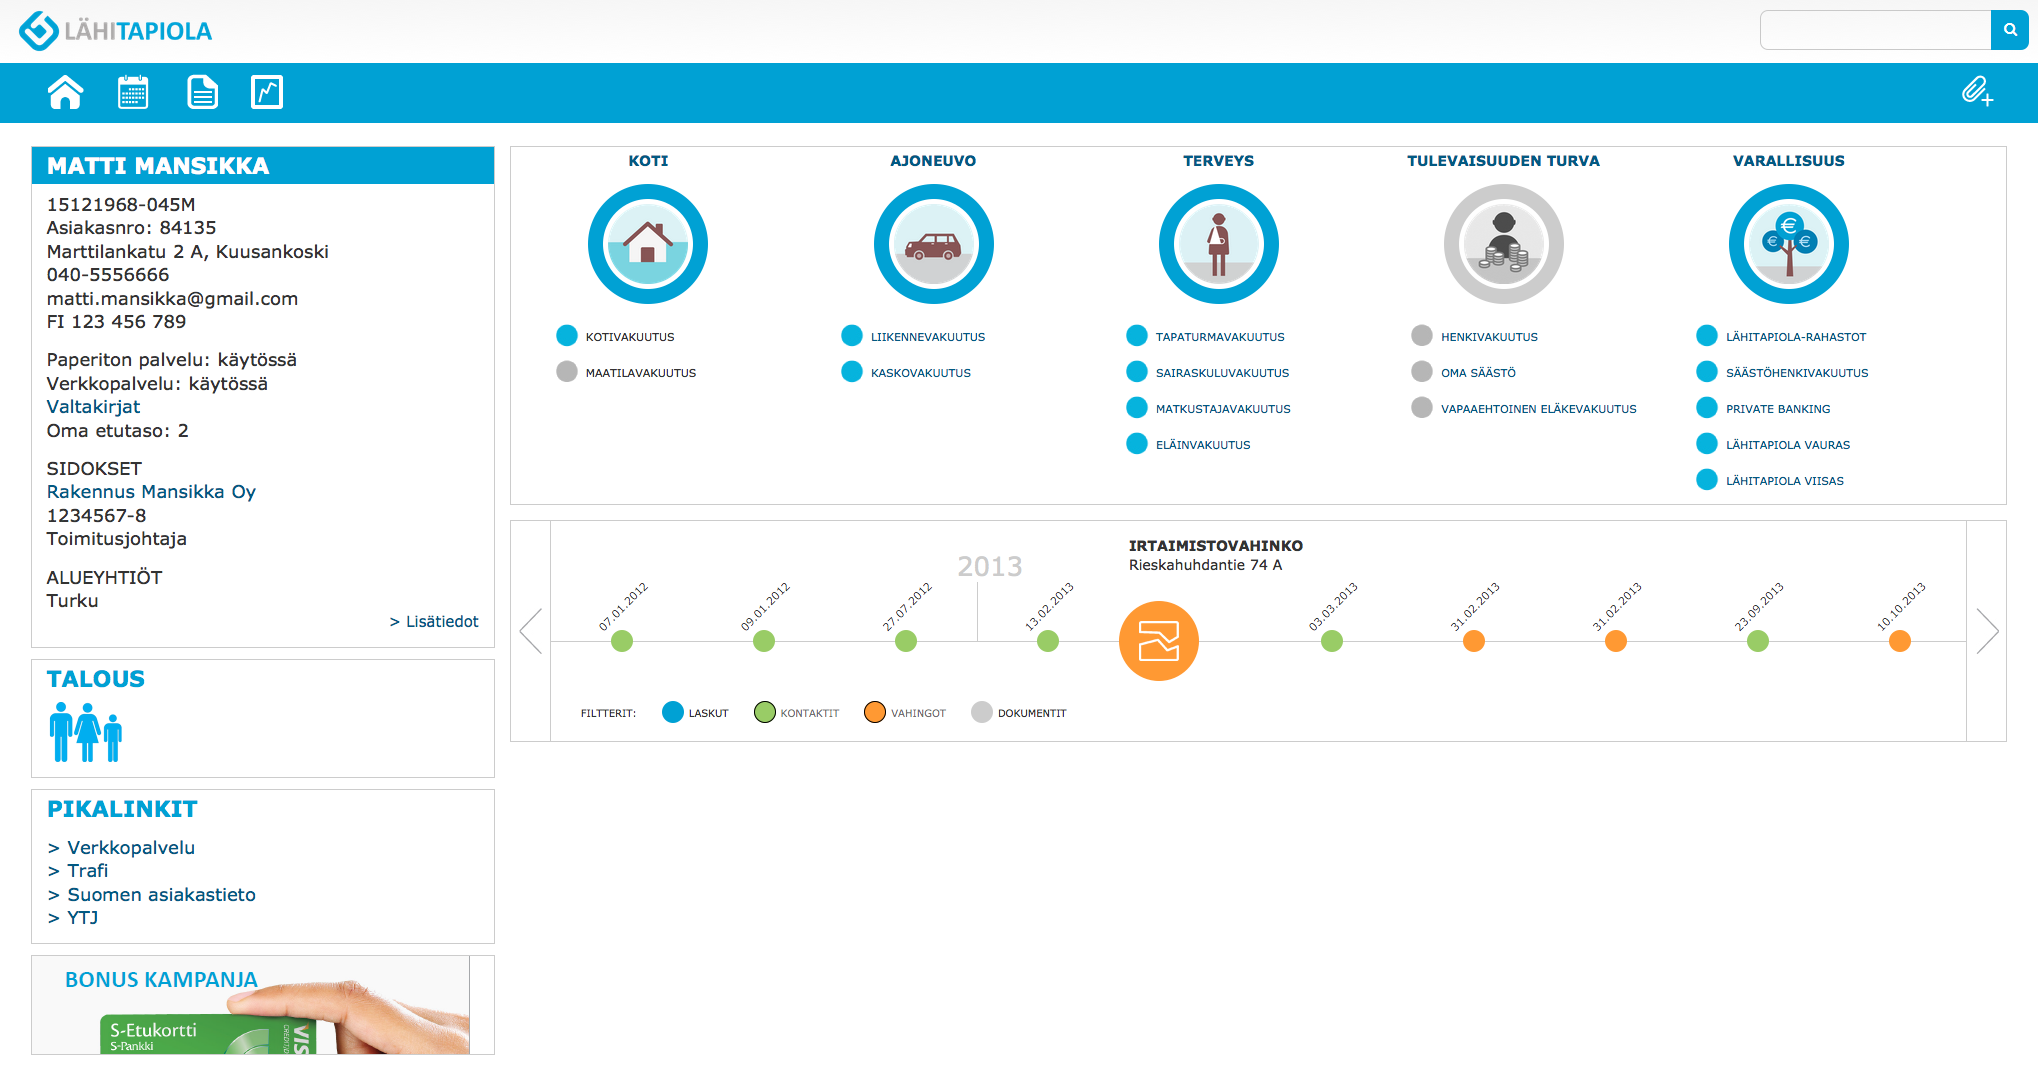 LÄHITAPIOLA
MATTI MANSIKKA
15121968-045M
Asiakasnro: 84135
Marttilankatu 2 A, Kuusankoski
040-5556666
matti.mansikka@gmail.com
FI 123 456 789
Paperiton palvelu: käytössä
Verkkopalvelu: käytössä
Valtakirjat
Oma etutaso: 2
SIDOKSET
Rakennus Mansikka Oy
1234567-8
Toimitusjohtaja
ALUEYHTIÖT
Turku
> Lisätiedot
TALOUS
PIKALINKIT
> Verkkopalvelu
> Trafi
> Suomen asiakastieto
> YTJ
BONUS KAMPANJA
S-Etukortti
S-Pankki
KOTI
KOTIVAKUUTUS
MAATILAVAKUUTUS
AJONEUVO
LIIKENNEVAKUUTUS
KASKOVAKUUTUS
TERVEYS
TAPATURMAVAKUUTUS
SAIRASKULUVAKUUTUS
MATKUSTAJAVAKUUTUS
ELÄINVAKUUTUS
TULEVAISUUDEN TURVA
HENKIVAKUUTUS
OMA SÄÄSTÖ
VAPAAEHTOINEN ELÄKEVAKUUTUS
VARALLISUUS
€
€ €
LÄHITAPIOLA-RAHASTOT
SÄÄSTÖHENKIVAKUUTUS
PRIVATE BANKING
LÄHITAPIOLA VAURAS
LÄHITAPIOLA VIISAS
IRTAIMISTOVAHINKO
Rieskahuhdantie 74 A
2013
07.01.2012
09.01.2012
27.07.2012
13.02.2013
03.03.2013
31.02.2013
31.02.2013
23.09.2013
10.10.2013
FILTTERIT: LASKUT KONTAKTIT VAHINGOT DOKUMENTIT